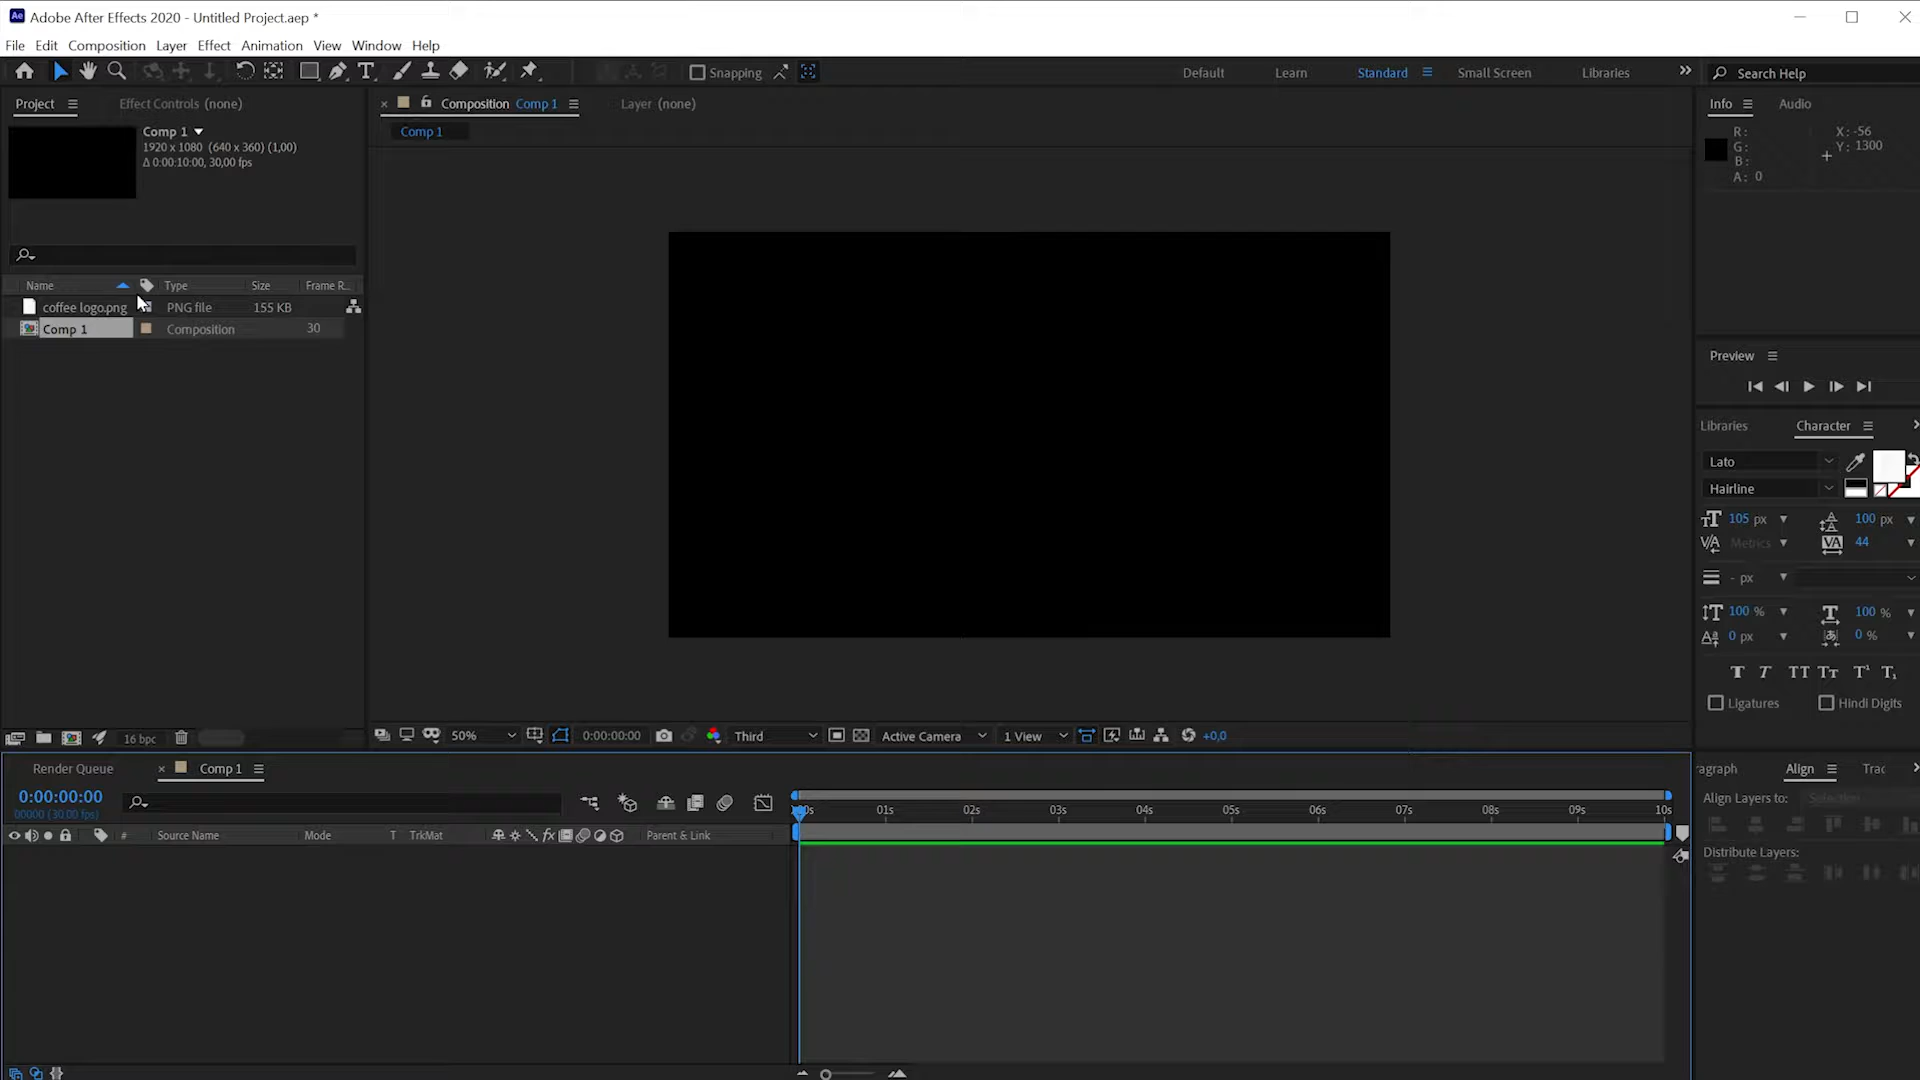 Adobe After Effects 2020 - Untitled Project.aep *
File Edit Composition Layer Effect Animation View Window Help
Snapping Default Learn Standard Small Screen Libraries Search Help
Project Effect Controls (none) Composition Comp 1 Layer (none) Info Audio
Comp 1
1920 x 1080 (640 x 360) (1,00)
Δ 0:00:10:00, 30,00 fps
Comp 1
R: X: -56
G: Y: 1300
B:
A: 0
Name Type Size Frame R...
coffee logo.png PNG file 155 KB
Comp 1 Composition 30
Preview
Libraries Character
Lato
Hairline
105 px 100 px
Metrics 44
- px
100 % 100 %
0 px 0 %
T T TT Tт T¹ T₁
Ligatures Hindi Digits
16 bpc 50% 0:00:00:00 Third Active Camera 1 View +0,0
Render Queue Comp 1 ragraph Align Trac
0:00:00:00
00000 (30.00 fps)
01s 02s 03s 04s 05s 06s 07s 08s 09s 10s
Align Layers to: Selection
# Source Name Mode T TrkMat fx Parent & Link
Distribute Layers: